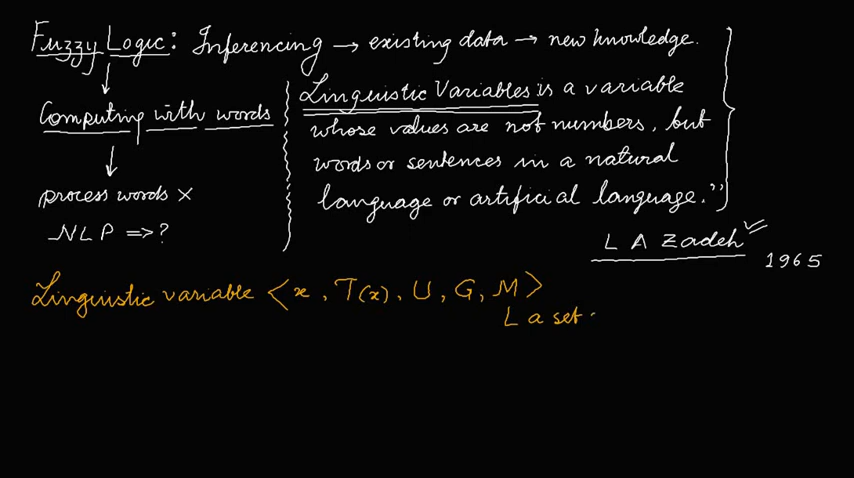 Fuzzy Logic: Inferencing → existing data → new knowledge.
Computing with words
process words ×
NLP => ?
Linguistic Variables is a variable
whose values are not numbers, but
words or sentences in a natural
language or artificial language."
L A Zadeh ✓
1965
Linguistic variable < x, T(x), U, G, M >
L a set.